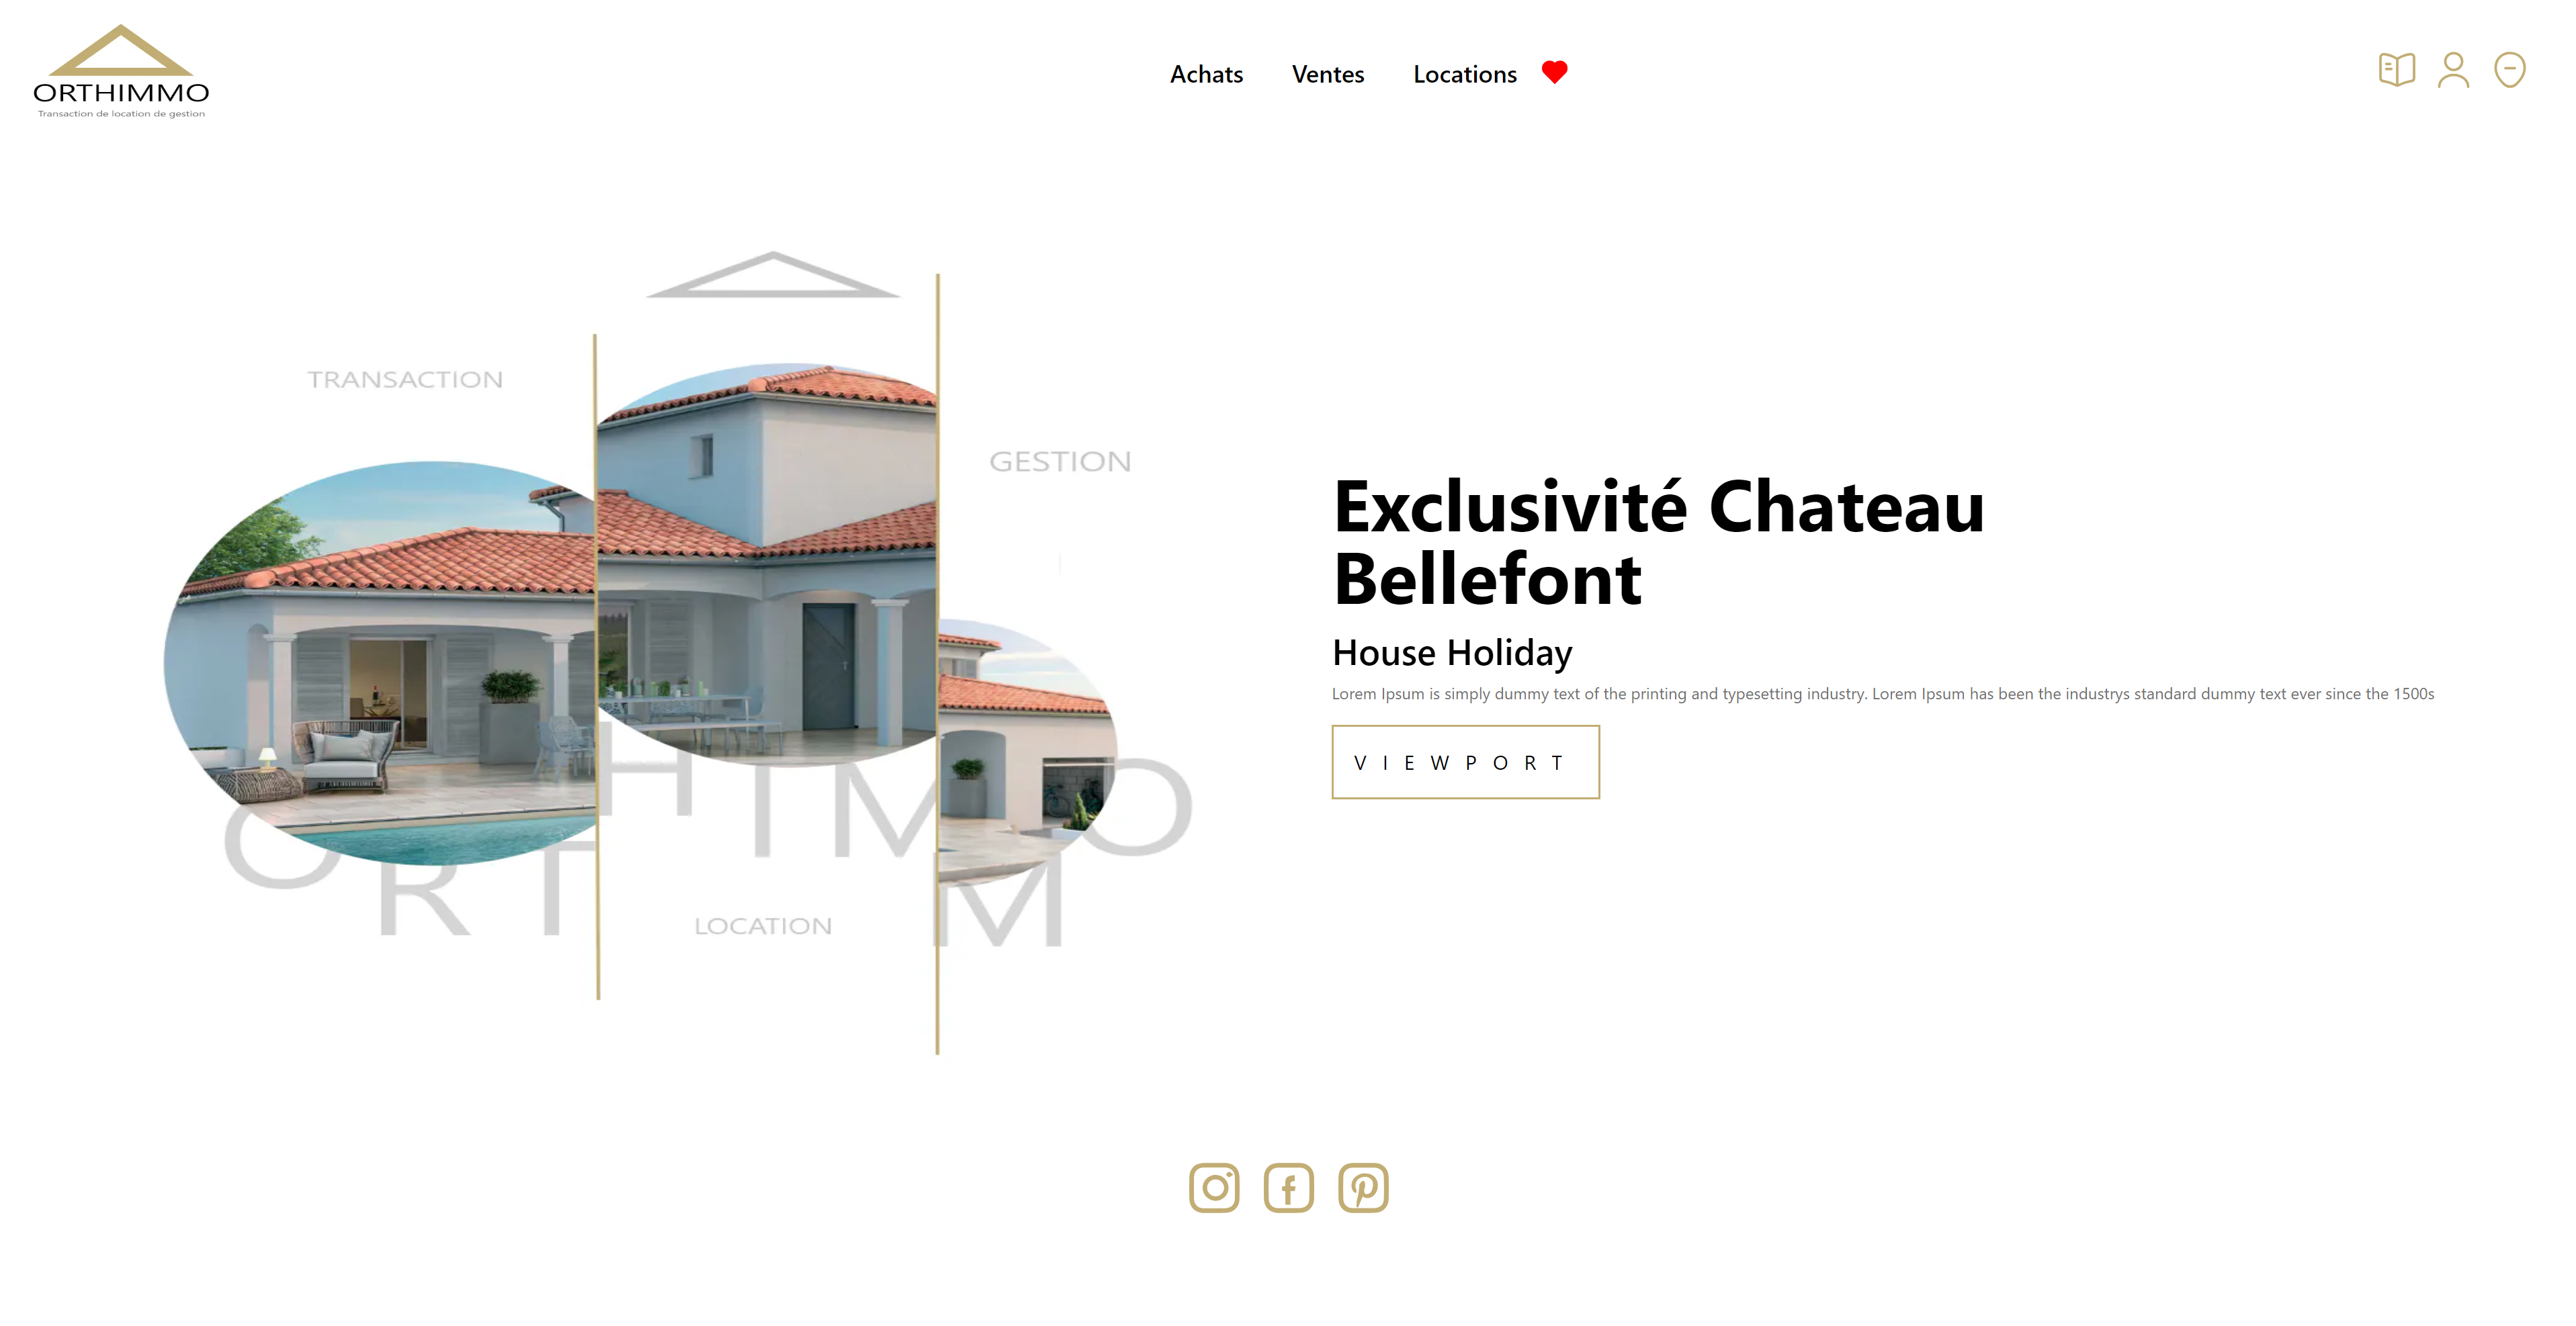 ORTHIMMO
Transaction de location de gestion
Achats
Ventes
Locations
TRANSACTION
GESTION
ORTHIMMO
LOCATION
Exclusivité Chateau
Bellefont
House Holiday
Lorem Ipsum is simply dummy text of the printing and typesetting industry. Lorem Ipsum has been the industrys standard dummy text ever since the 1500s
VIEWPORT